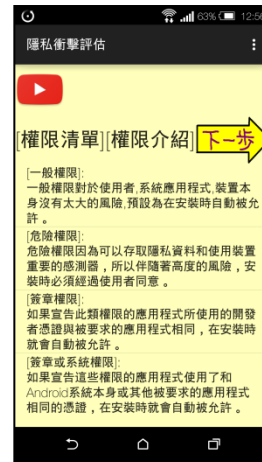 63% 12:56
隱私衝擊評估
[權限清單][權限介紹] 下一步
[一般權限]:
一般權限對於使用者,系統應用程式,裝置本
身沒有太大的風險,預設為在安裝時自動被允
許。
[危險權限]:
危險權限因為可以存取隱私資料和使用裝置
重要的感測器，所以伴隨著高度的風險，安
裝時必須經過使用者同意。
[簽章權限]:
如果宣告此類權限的應用程式所使用的開發
者憑證與被要求的應用程式相同，在安裝時
就會自動被允許。
[簽章或系統權限]:
如果宣告這些權限的應用程式使用了和
Android系統本身或其他被要求的應用程式
相同的憑證，在安裝時就會自動被允許。